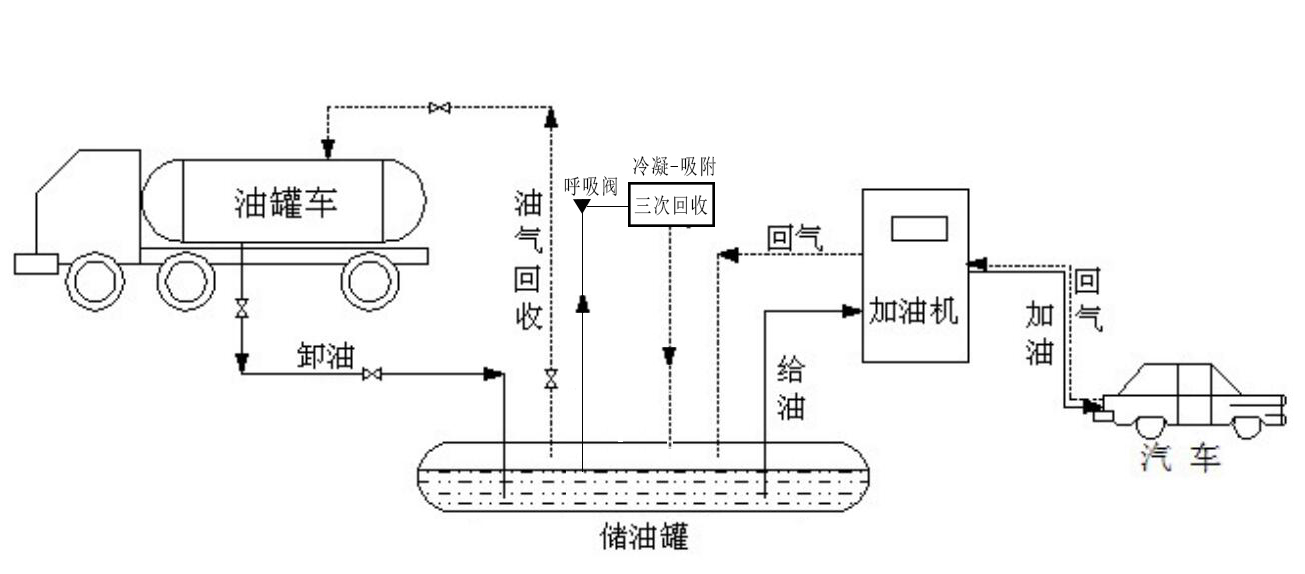 冷凝-吸附
呼吸阀
三次回收
油罐车
油气回收
回气
加油机
回气
加油
卸油
给油
汽车
储油罐